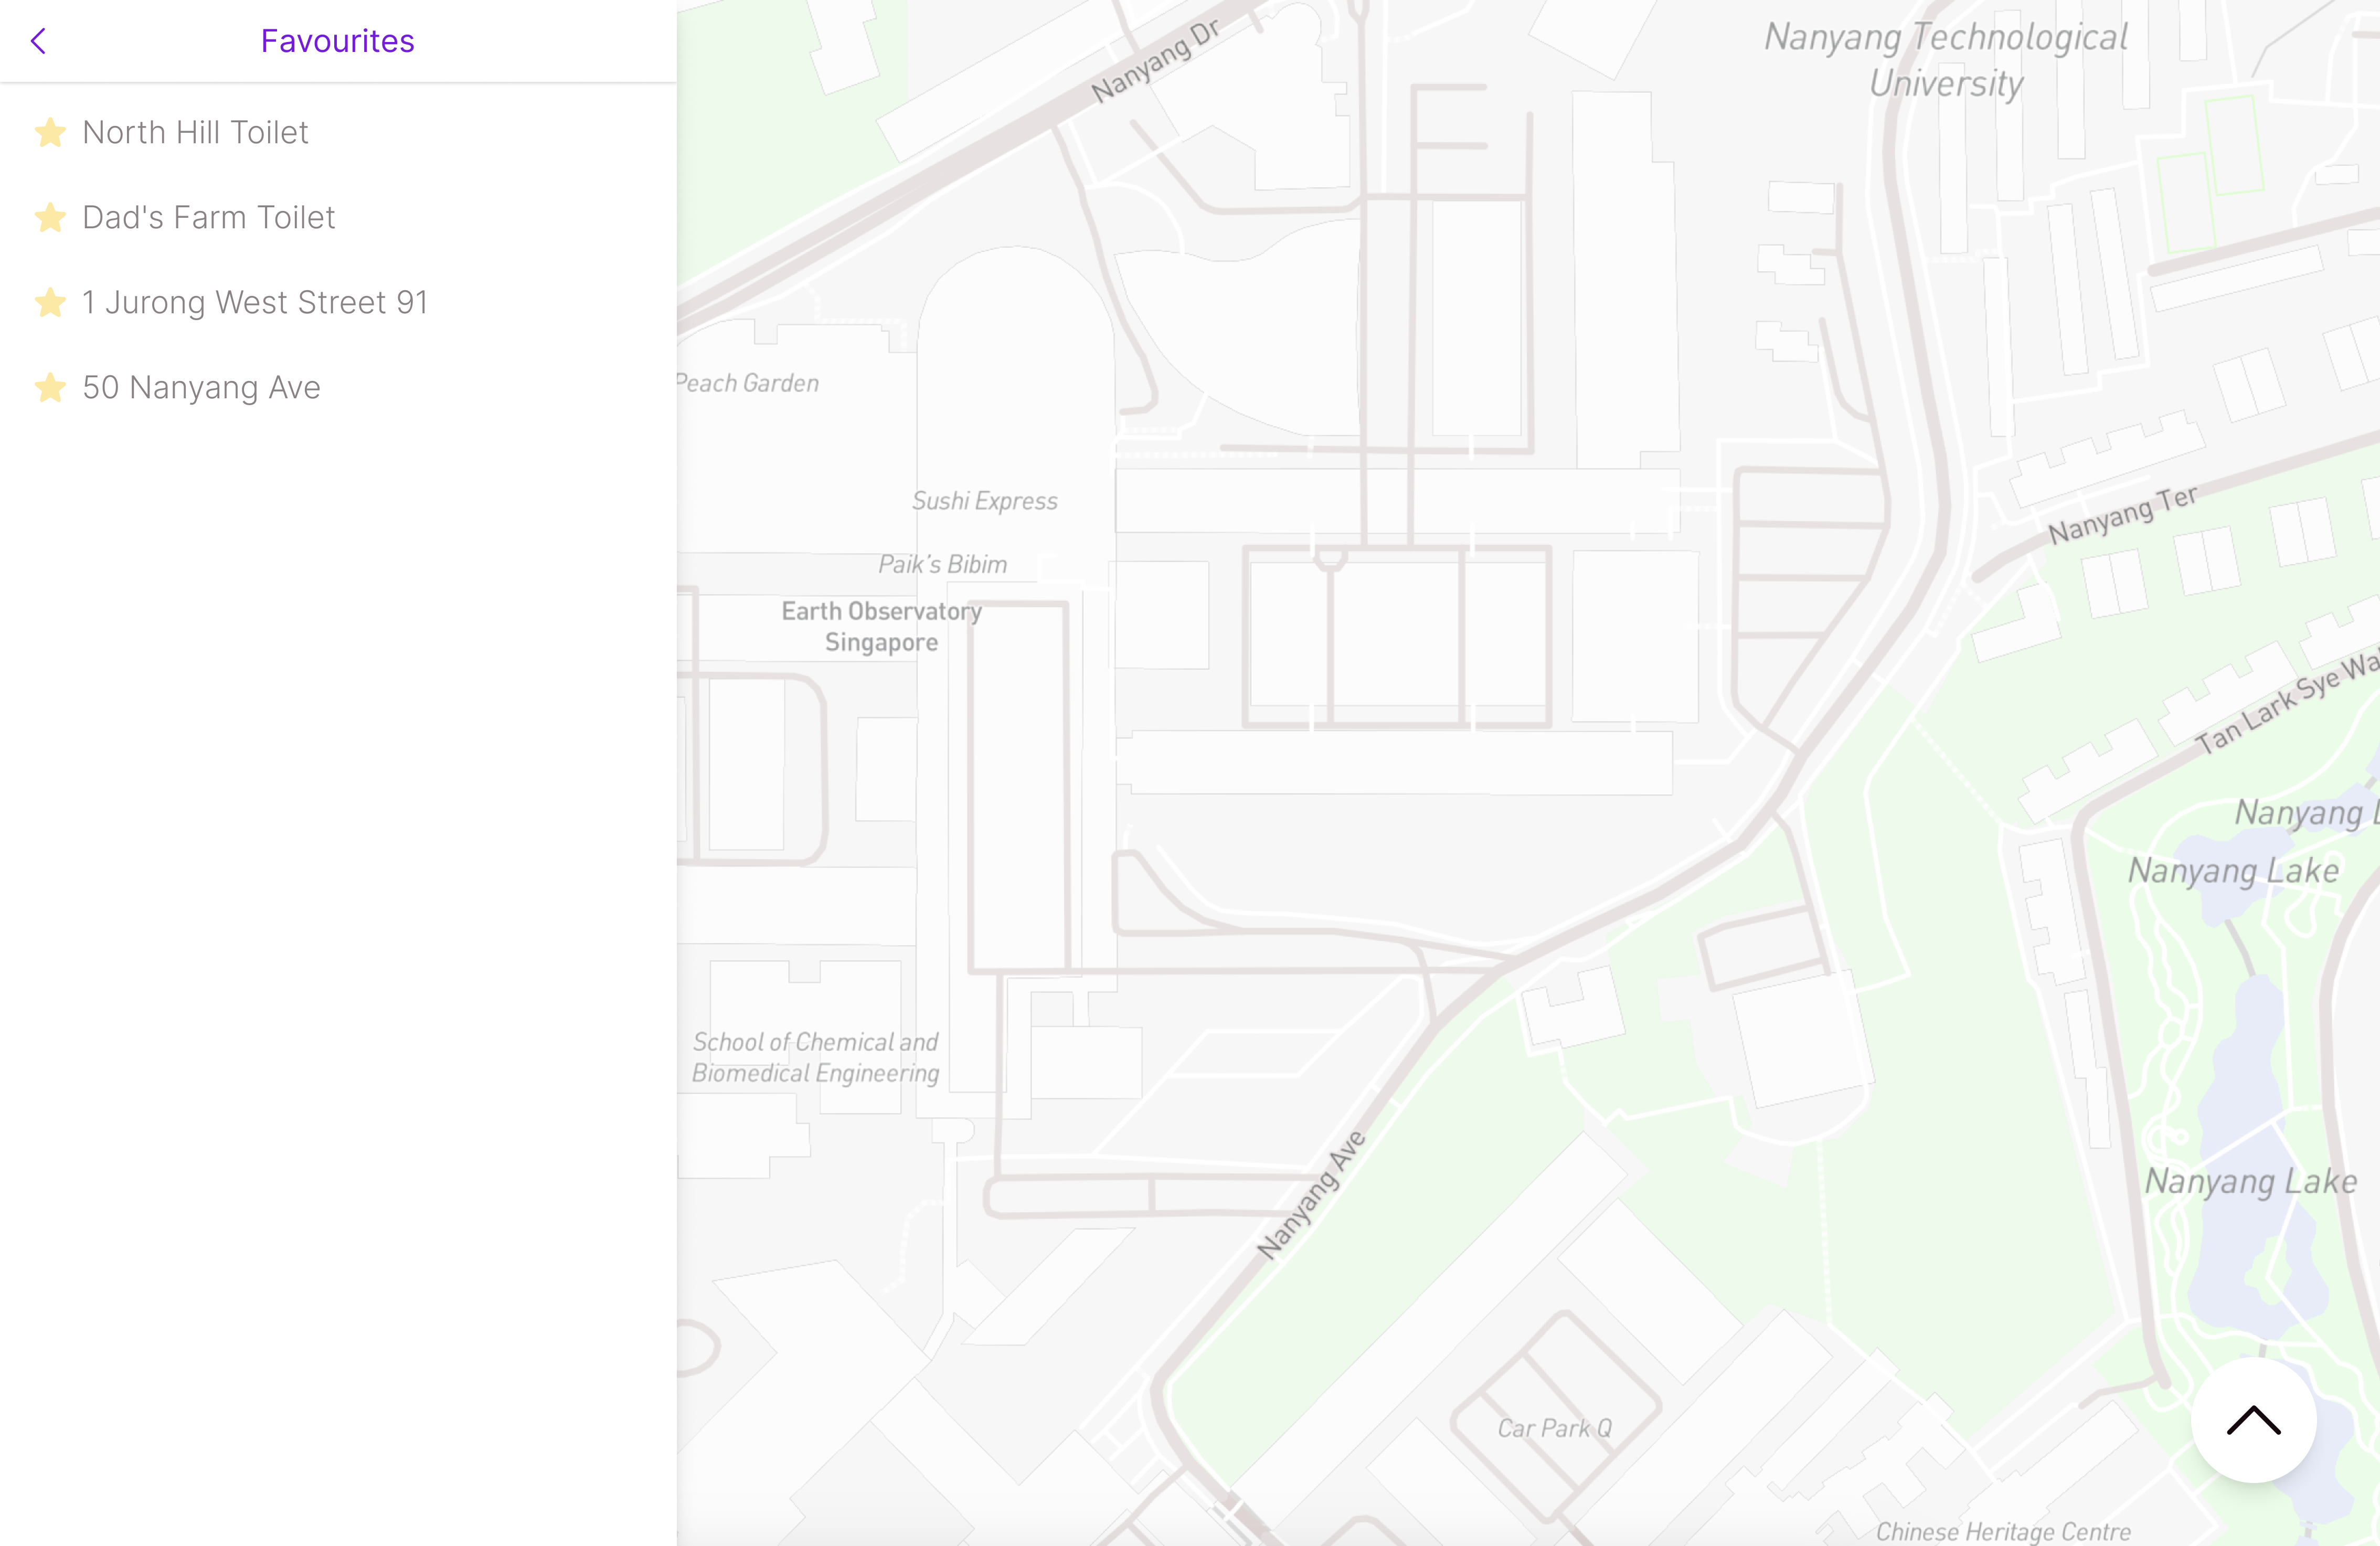 Favourites
North Hill Toilet
Dad's Farm Toilet
1 Jurong West Street 91
50 Nanyang Ave
Nanyang Dr
Nanyang Technological
University
Peach Garden
Sushi Express
Paik's Bibim
Earth Observatory
Singapore
Nanyang Ter
Tan Lark Sye
Nanyang
Nanyang Lake
School of Chemical and
Biomedical Engineering
Nanyang Ave
Nanyang Lake
Car Park Q
Chinese Heritage Centre